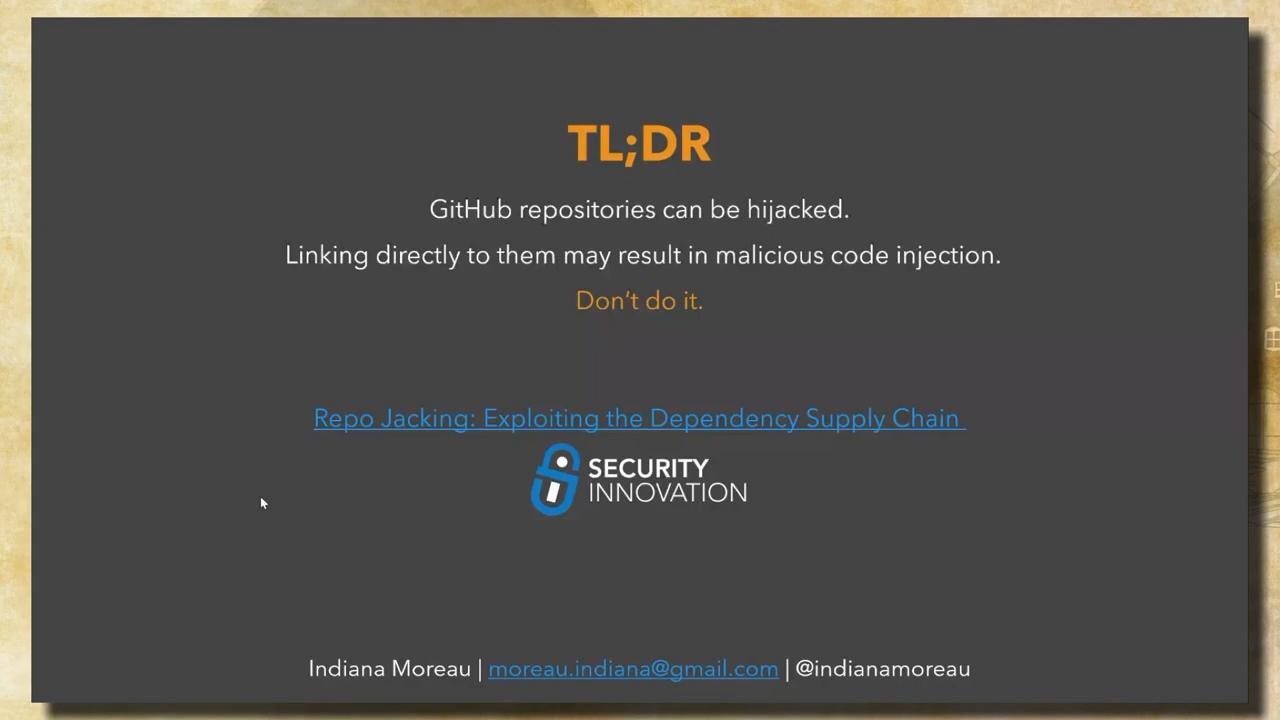 TL;DR
GitHub repositories can be hijacked.
Linking directly to them may result in malicious code injection.
Don't do it.
Repo Jacking: Exploiting the Dependency Supply Chain
SECURITY
INNOVATION
Indiana Moreau | moreau.indiana@gmail.com | @indianamoreau